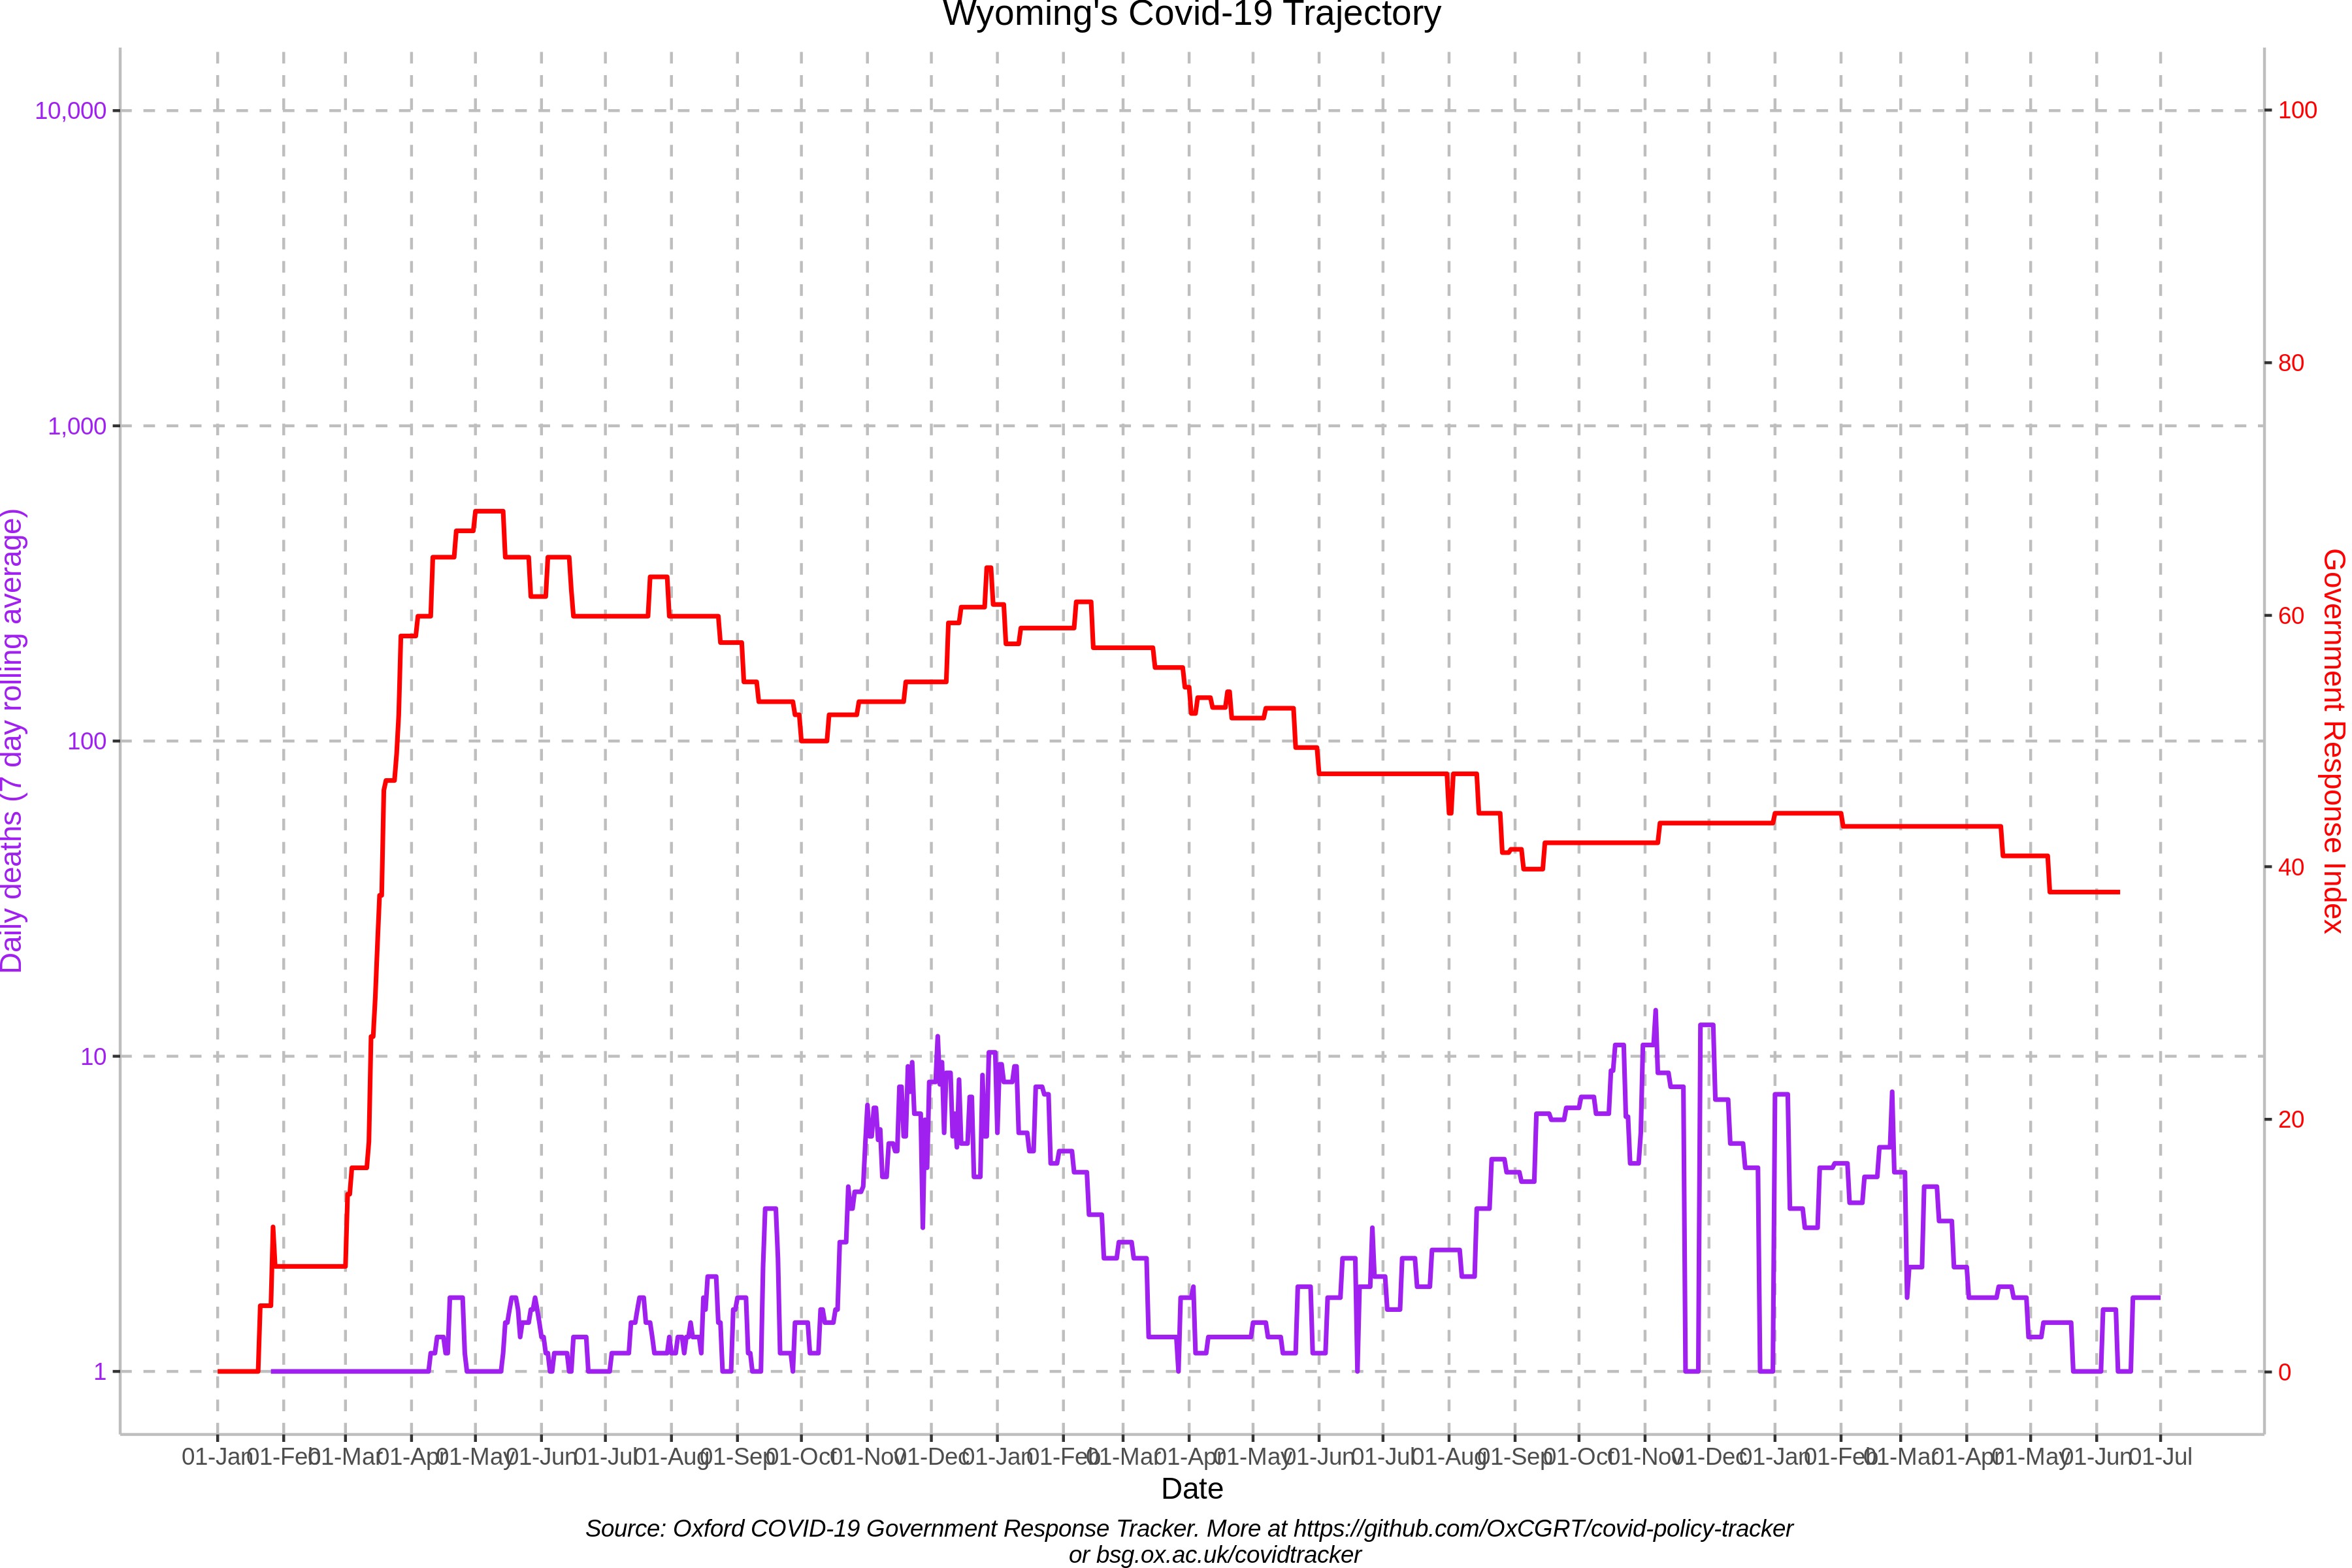 Wyoming's Covid-19 Trajectory
10,000
1,000
100
10
1
Daily deaths (7 day rolling average)
100
80
60
40
20
0
Government Response Index
01-Jan 01-Feb 01-Mar 01-Apr 01-May 01-Jun 01-Jul 01-Aug 01-Sep 01-Oct 01-Nov 01-Dec 01-Jan 01-Feb 01-Mar 01-Apr 01-May 01-Jun 01-Jul 01-Aug 01-Sep 01-Oct 01-Nov 01-Dec 01-Jan 01-Feb 01-Mar 01-Apr 01-May 01-Jun 01-Jul
Date
Source: Oxford COVID-19 Government Response Tracker. More at https://github.com/OxCGRT/covid-policy-tracker
or bsg.ox.ac.uk/covidtracker